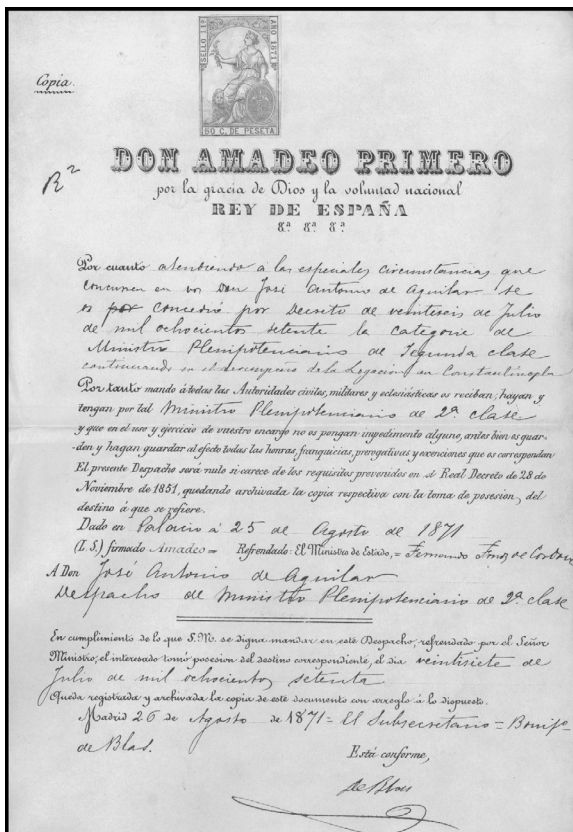 SELLO 11º
AÑO 1871
50 C. DE PESETA
Copia.
DON AMADEO PRIMERO
por la gracia de Dios y la voluntad nacional
REY DE ESPAÑA
&ª &ª &ª
Por cuanto atendiendo á las especiales circunstancias que
concurren en vos Don José Antonio de Aguilar se
os por concedió por Decreto de veintiseis de Julio
de mil ochocientos setenta la categoria de
Ministro Plenipotenciario de Segunda clase
continuando en el desempeño de la Legacion en Constantinopla
Por tanto mando á todas las Autoridades civiles, militares y eclesiásticas os reciban, hayan y
tengan por tal Ministro Plenipotenciario de 2ª clase
y que en el uso y ejercicio de vuestro encargo no os pongan impedimento alguno, antes bien os guar-
-den y hagan guardar al efecto todas las honras, franquicias, prerogativas y exenciones que os correspondan
El presente Despacho será nulo si carece de los requisitos prevenidos en el Real Decreto de 28 de
Noviembre de 1851, quedando archivada la copia respectiva con la toma de posesion, del
destino á que se refiere.
Dado en Palacio á 25 de Agosto de 1871
(L. S.) firmado Amadeo = Refrendado: El Ministro de Estado, = Fernando Frnz de Cordova
A Don José Antonio de Aguilar
Despacho de Ministro Plenipotenciario de 2ª clase
En cumplimiento de lo que S. M. se digna mandar en este Despacho, refrendado por el Señor
Ministro, el interesado tomó posesion del destino correspondiente, el dia veintisiete de
Julio de mil ochocientos setenta
Queda registrada y archivada la copia de este documento con arreglo á lo dispuesto.
Madrid 26 de Agosto de 1871 = El Subsecretario = Bonifº
de Blas.
Está conforme,
de Blas